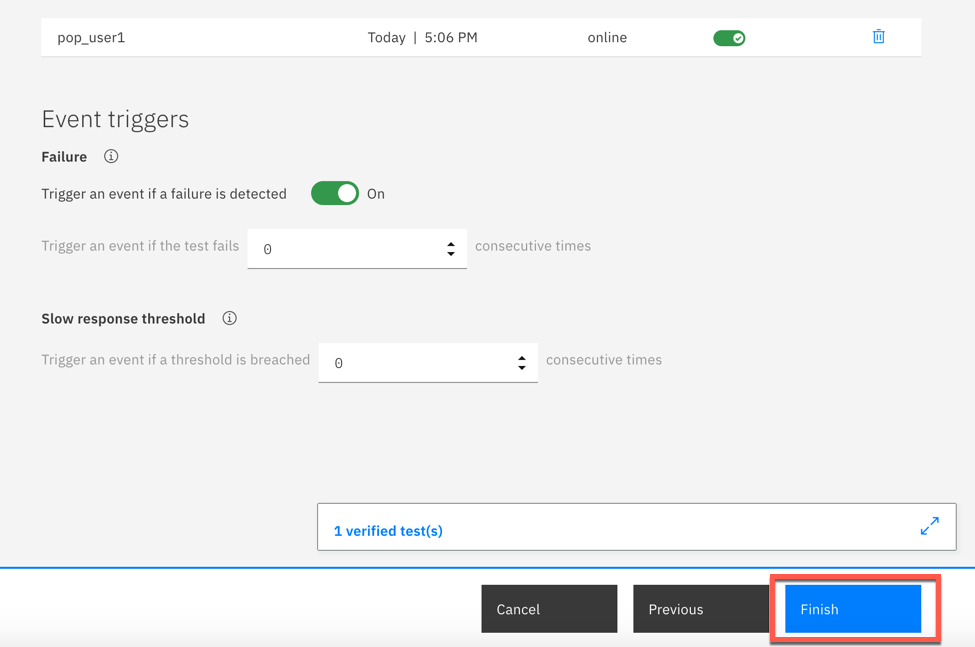 pop_user1 Today | 5:06 PM online
Event triggers
Failure
Trigger an event if a failure is detected On
Trigger an event if the test fails 0 consecutive times
Slow response threshold
Trigger an event if a threshold is breached 0 consecutive times
1 verified test(s)
Cancel Previous Finish